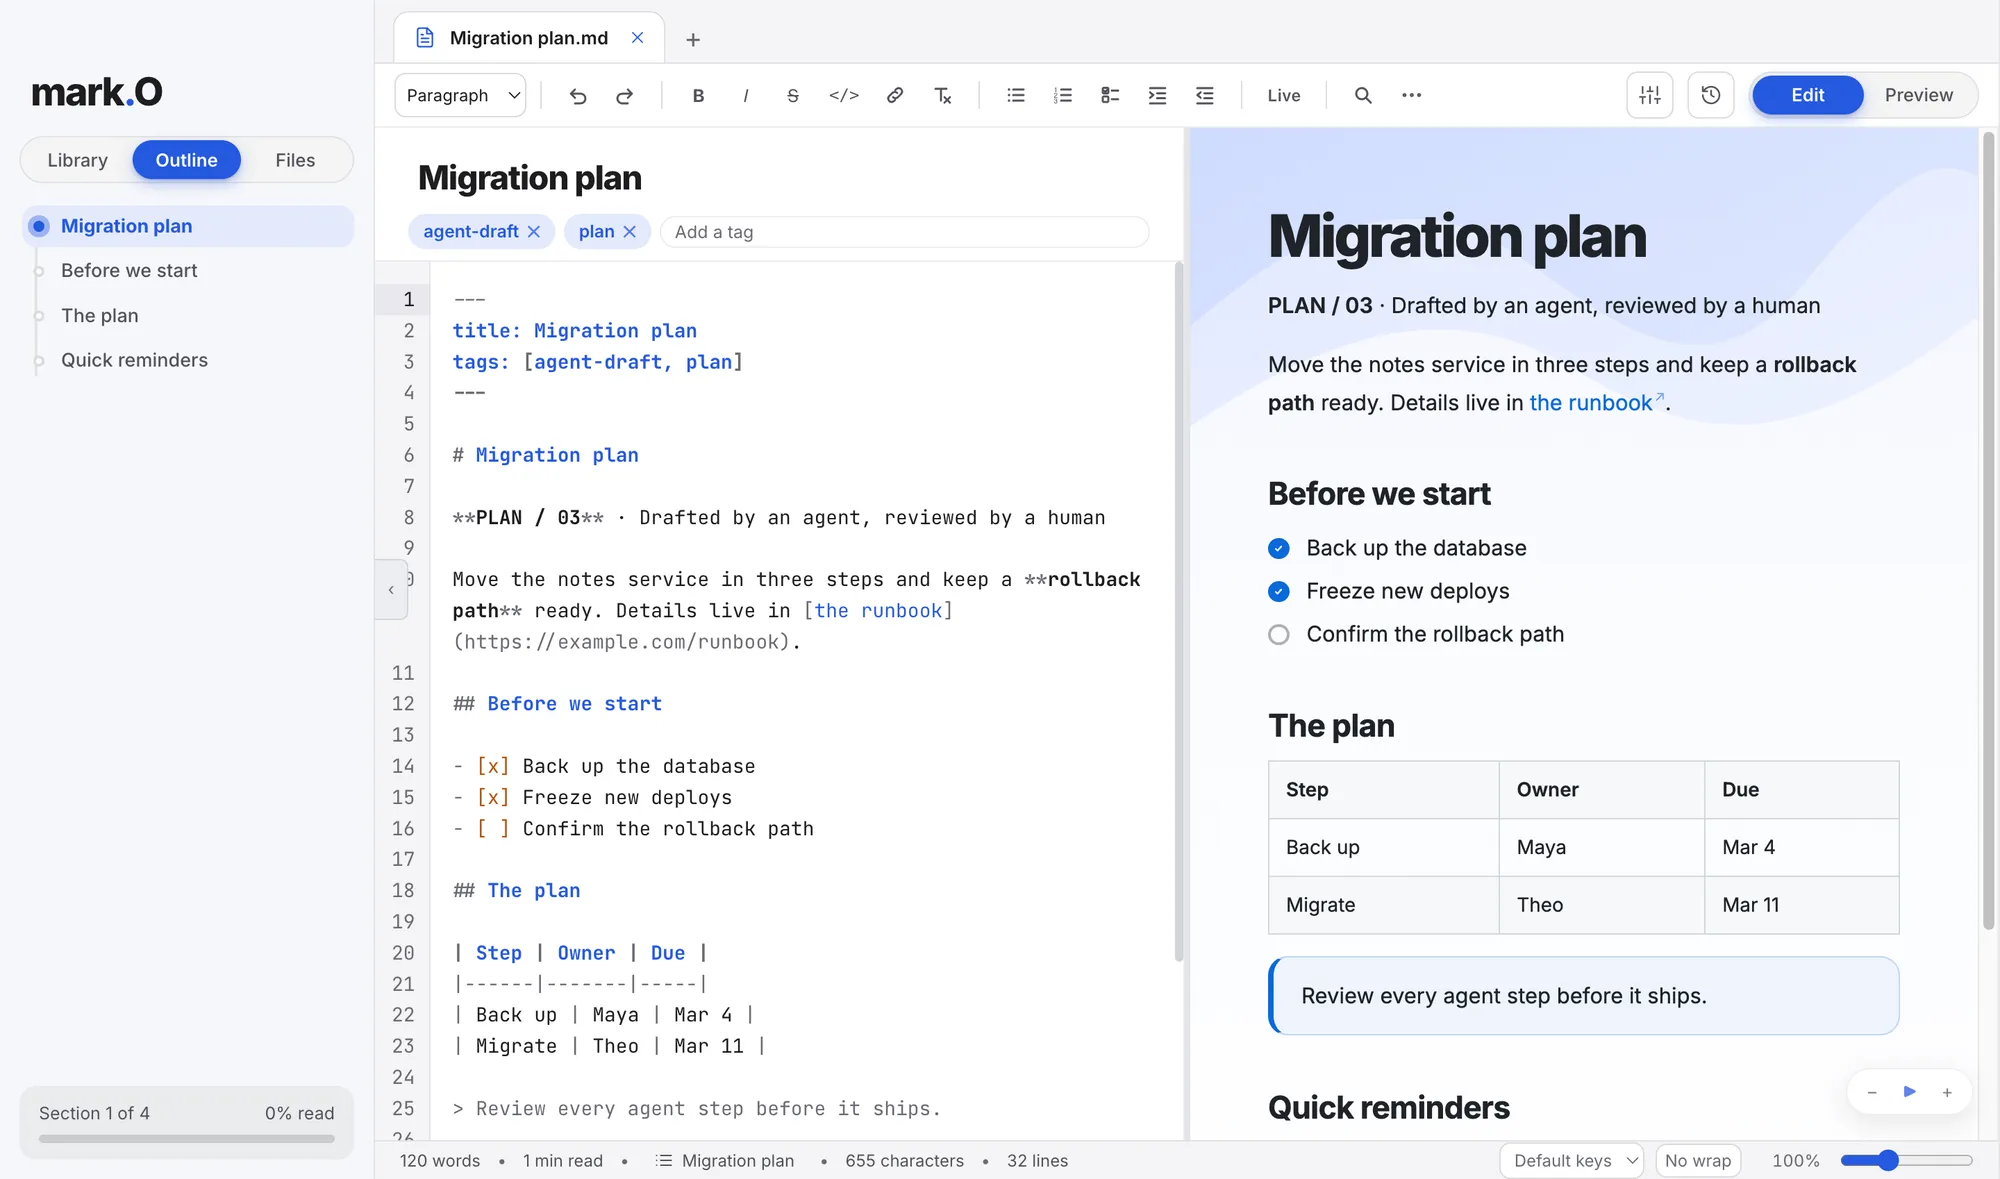 mark.O
Library Outline Files
Migration plan
Before we start
The plan
Quick reminders
Section 1 of 4 0% read
Migration plan.md
Paragraph B I S </> Live Edit Preview
Migration plan
agent-draft plan Add a tag
1 ---
2 title: Migration plan
3 tags: [agent-draft, plan]
4 ---
5
6 # Migration plan
7
8 **PLAN / 03** · Drafted by an agent, reviewed by a human
9
Move the notes service in three steps and keep a **rollback
path** ready. Details live in [the runbook]
(https://example.com/runbook).
11
12 ## Before we start
13
14 - [x] Back up the database
15 - [x] Freeze new deploys
16 - [ ] Confirm the rollback path
17
18 ## The plan
19
20 | Step | Owner | Due |
21 |------|-------|-----|
22 | Back up | Maya | Mar 4 |
23 | Migrate | Theo | Mar 11 |
24
25 > Review every agent step before it ships.
26
Migration plan
PLAN / 03 · Drafted by an agent, reviewed by a human
Move the notes service in three steps and keep a rollback
path ready. Details live in the runbook↗.
Before we start
Back up the database
Freeze new deploys
Confirm the rollback path
The plan
Step Owner Due
Back up Maya Mar 4
Migrate Theo Mar 11
Review every agent step before it ships.
Quick reminders
120 words • 1 min read • Migration plan • 655 characters • 32 lines
Default keys No wrap 100%